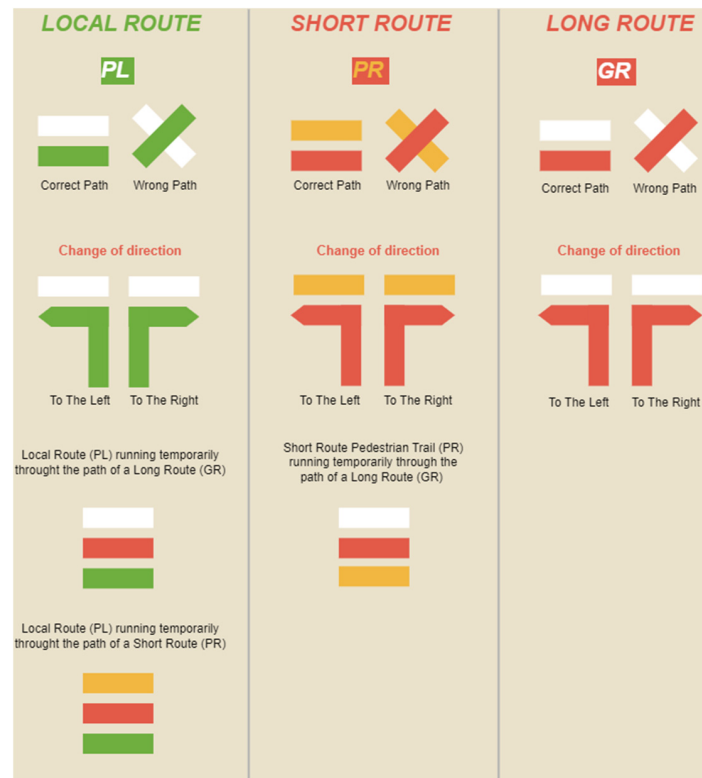 LOCAL ROUTE
PL
Correct Path
Wrong Path
Change of direction
To The Left
To The Right
Local Route (PL) running temporarily
throught the path of a Long Route (GR)
Local Route (PL) running temporarily
throught the path of a Short Route (PR)
SHORT ROUTE
PR
Correct Path
Wrong Path
Change of direction
To The Left
To The Right
Short Route Pedestrian Trail (PR)
running temporarily through the
path of a Long Route (GR)
LONG ROUTE
GR
Correct Path
Wrong Path
Change of direction
To The Left
To The Right